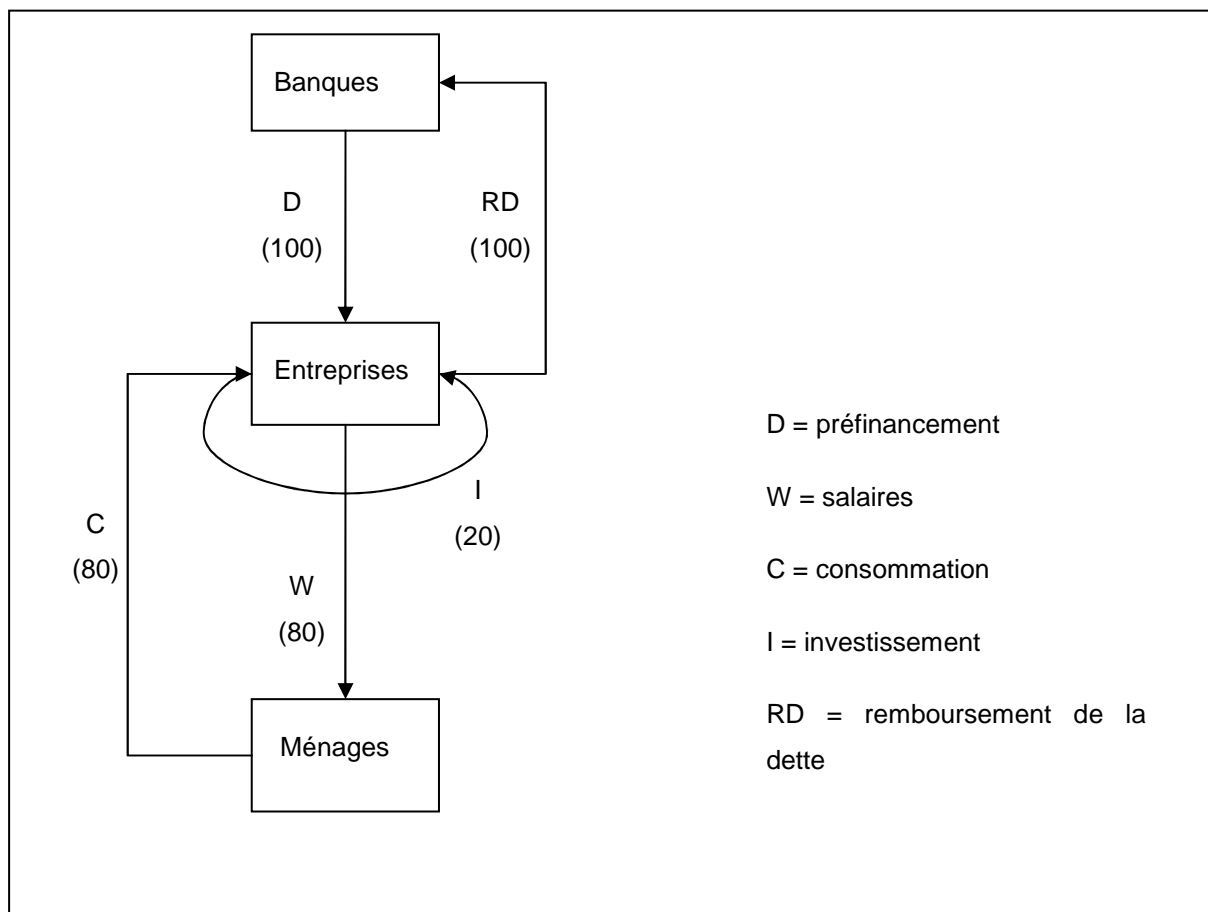 Banques
D
(100)
RD
(100)
Entreprises
I
(20)
C
(80)
W
(80)
Ménages
D = préfinancement
W = salaires
C = consommation
I = investissement
RD = remboursement de la
dette